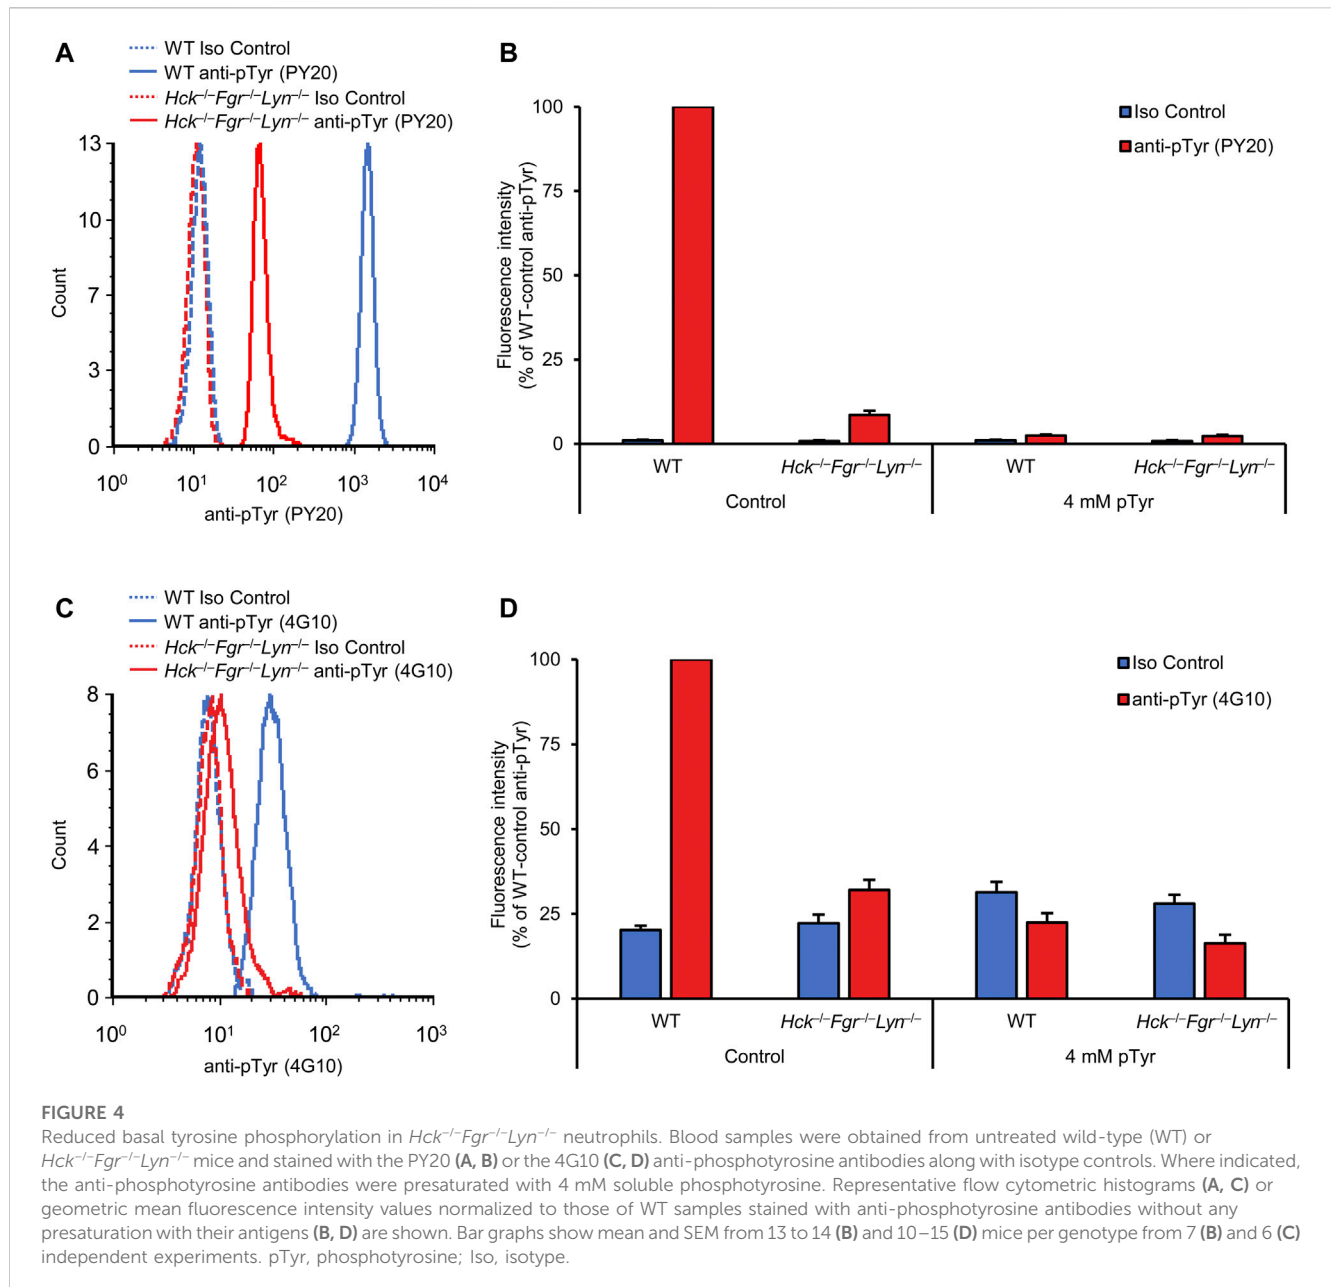 A
WT Iso Control
WT anti-pTyr (PY20)
Hck⁻/⁻Fgr⁻/⁻Lyn⁻/⁻ Iso Control
Hck⁻/⁻Fgr⁻/⁻Lyn⁻/⁻ anti-pTyr (PY20)
13
10
7
3
0
Count
10⁰ 10¹ 10² 10³ 10⁴
anti-pTyr (PY20)
B
Iso Control
anti-pTyr (PY20)
100
75
50
25
0
Fluorescence intensity
(% of WT-control anti-pTyr)
WT Hck⁻/⁻Fgr⁻/⁻Lyn⁻/⁻ WT Hck⁻/⁻Fgr⁻/⁻Lyn⁻/⁻
Control 4 mM pTyr
C
WT Iso Control
WT anti-pTyr (4G10)
Hck⁻/⁻Fgr⁻/⁻Lyn⁻/⁻ Iso Control
Hck⁻/⁻Fgr⁻/⁻Lyn⁻/⁻ anti-pTyr (4G10)
8
6
4
2
0
Count
10⁰ 10¹ 10² 10³
anti-pTyr (4G10)
D
Iso Control
anti-pTyr (4G10)
100
75
50
25
0
Fluorescence intensity
(% of WT-control anti-pTyr)
WT Hck⁻/⁻Fgr⁻/⁻Lyn⁻/⁻ WT Hck⁻/⁻Fgr⁻/⁻Lyn⁻/⁻
Control 4 mM pTyr
FIGURE 4
Reduced basal tyrosine phosphorylation in Hck⁻/⁻Fgr⁻/⁻Lyn⁻/⁻ neutrophils. Blood samples were obtained from untreated wild-type (WT) or
Hck⁻/⁻Fgr⁻/⁻Lyn⁻/⁻ mice and stained with the PY20 (A, B) or the 4G10 (C, D) anti-phosphotyrosine antibodies along with isotype controls. Where indicated,
the anti-phosphotyrosine antibodies were presaturated with 4 mM soluble phosphotyrosine. Representative flow cytometric histograms (A, C) or
geometric mean fluorescence intensity values normalized to those of WT samples stained with anti-phosphotyrosine antibodies without any
presaturation with their antigens (B, D) are shown. Bar graphs show mean and SEM from 13 to 14 (B) and 10–15 (D) mice per genotype from 7 (B) and 6 (C)
independent experiments. pTyr, phosphotyrosine; Iso, isotype.